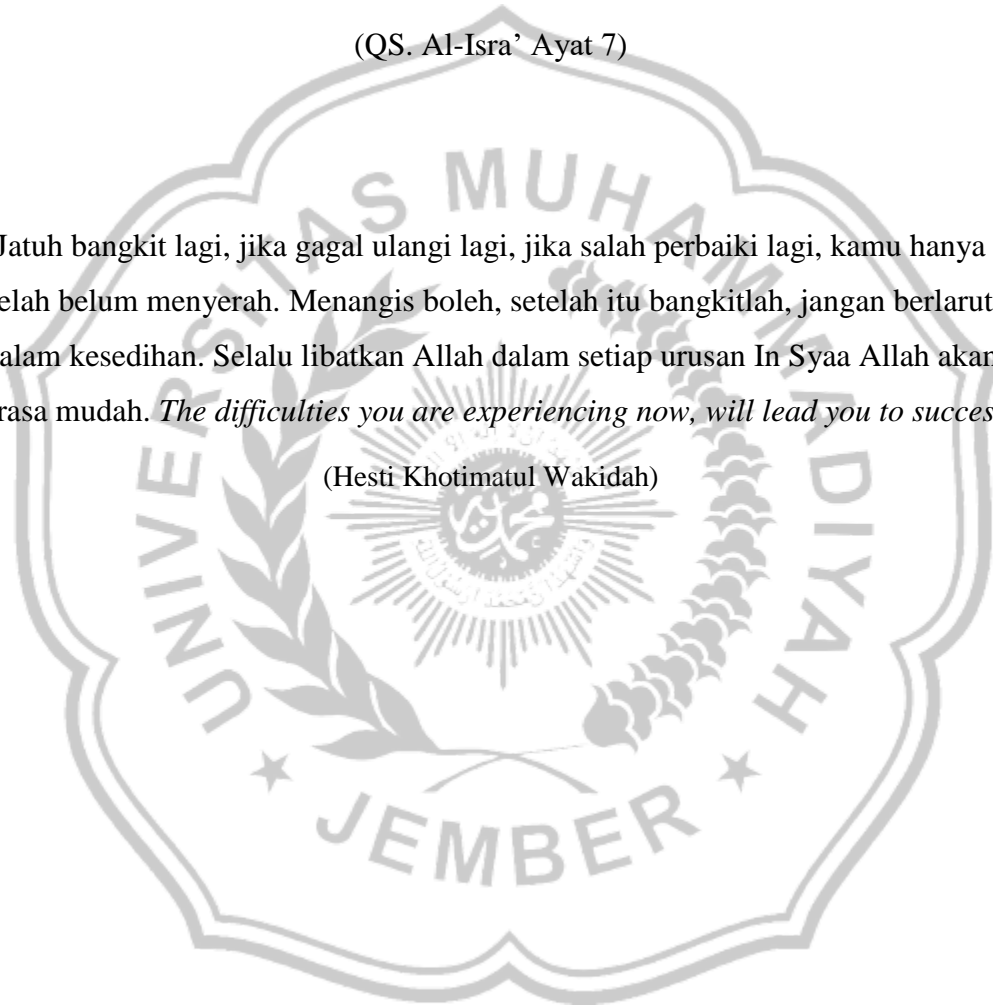 (QS. Al-Isra’ Ayat 7)
Jatuh bangkit lagi, jika gagal ulangi lagi, jika salah perbaiki lagi, kamu hanya
elah belum menyerah. Menangis boleh, setelah itu bangkitlah, jangan berlarut
alam kesedihan. Selalu libatkan Allah dalam setiap urusan In Syaa Allah akan
rasa mudah. The difficulties you are experiencing now, will lead you to succes
(Hesti Khotimatul Wakidah)
UNIVERSITAS MUHAMMADIYAH
JEMBER